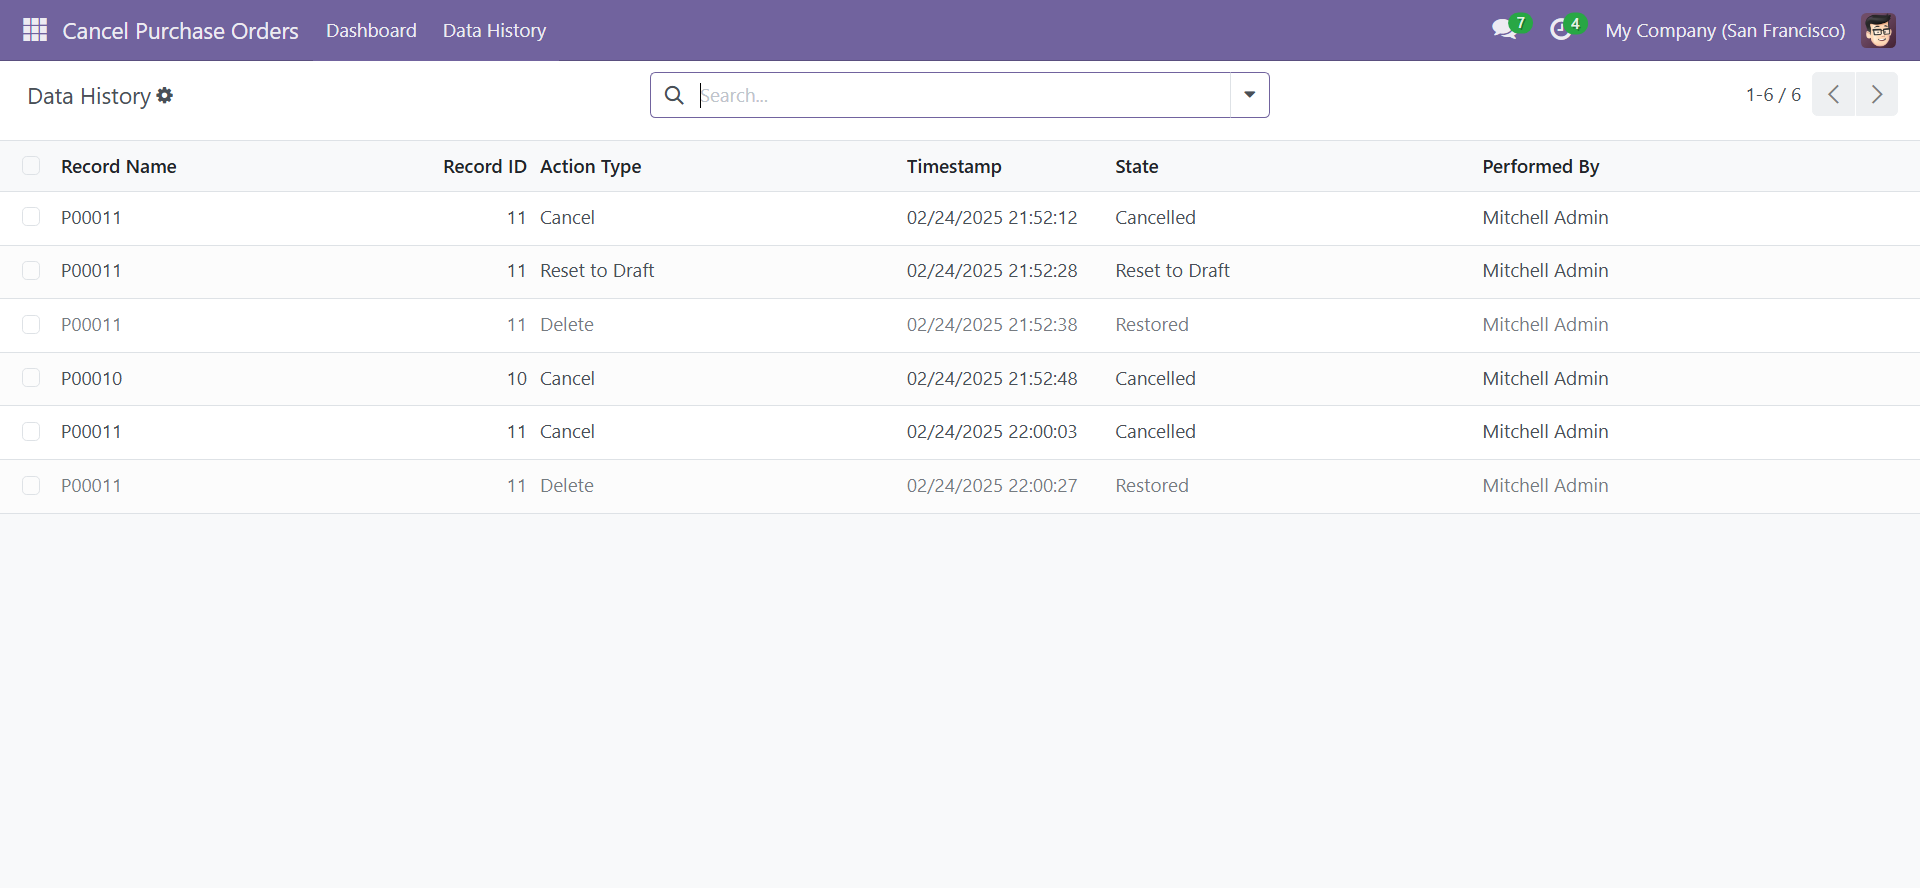 Cancel Purchase Orders Dashboard Data History 7 4 My Company (San Francisco)
Data History Search... 1-6 / 6
Record Name Record ID Action Type Timestamp State Performed By
P00011 11 Cancel 02/24/2025 21:52:12 Cancelled Mitchell Admin
P00011 11 Reset to Draft 02/24/2025 21:52:28 Reset to Draft Mitchell Admin
P00011 11 Delete 02/24/2025 21:52:38 Restored Mitchell Admin
P00010 10 Cancel 02/24/2025 21:52:48 Cancelled Mitchell Admin
P00011 11 Cancel 02/24/2025 22:00:03 Cancelled Mitchell Admin
P00011 11 Delete 02/24/2025 22:00:27 Restored Mitchell Admin